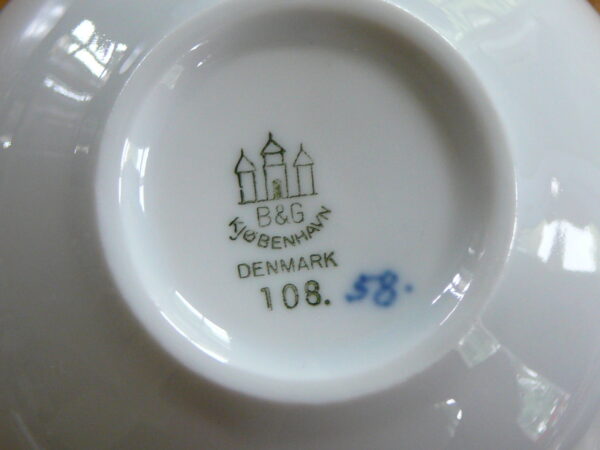 B&G
KJØBENHAVN
DENMARK
108. 58.